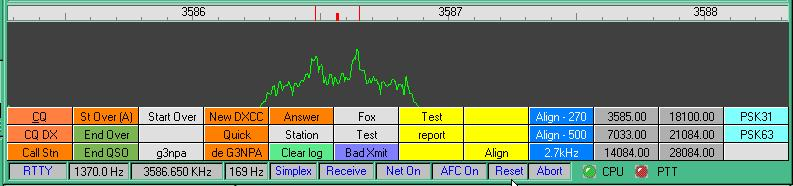 3586 3587 3588
CQ St Over (A) Start Over New DXCC Answer Fox Test Align - 270 3585.00 18100.00 PSK31
CQ DX End Over Quick Station Test report Align - 500 7033.00 21084.00 PSK63
Call Stn End QSO g3npa de G3NPA Clear log Bad Xmit Align 2.7kHz 14084.00 28084.00
RTTY 1370.0 Hz 3586.650 KHz 169 Hz Simplex Receive Net On AFC On Reset Abort CPU PTT